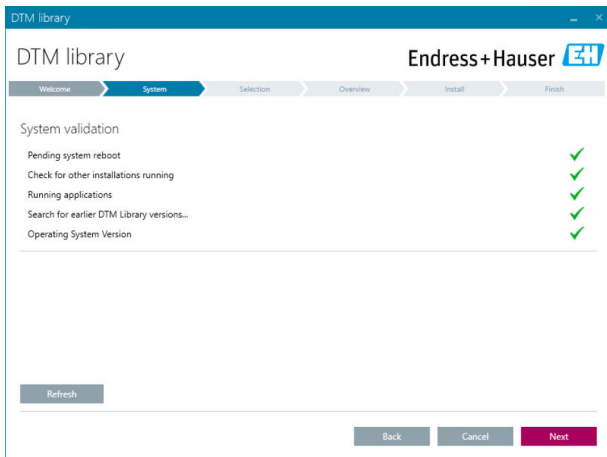 DTM library
DTM library
Endress+Hauser EH
Welcome
System
Selection
Overview
Install
Finish
System validation
Pending system reboot
Check for other installations running
Running applications
Search for earlier DTM Library versions...
Operating System Version
Refresh
Back
Cancel
Next